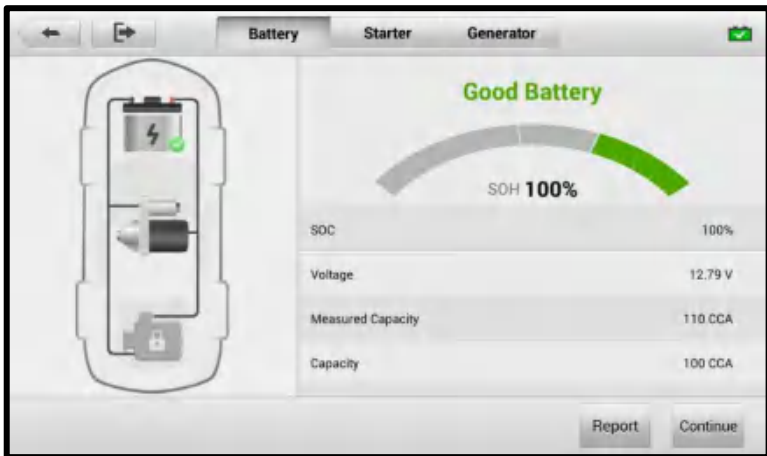 Battery Starter Generator
Good Battery
SOH 100%
SOC 100%
Voltage 12.79 V
Measured Capacity 110 CCA
Capacity 100 CCA
Report Continue